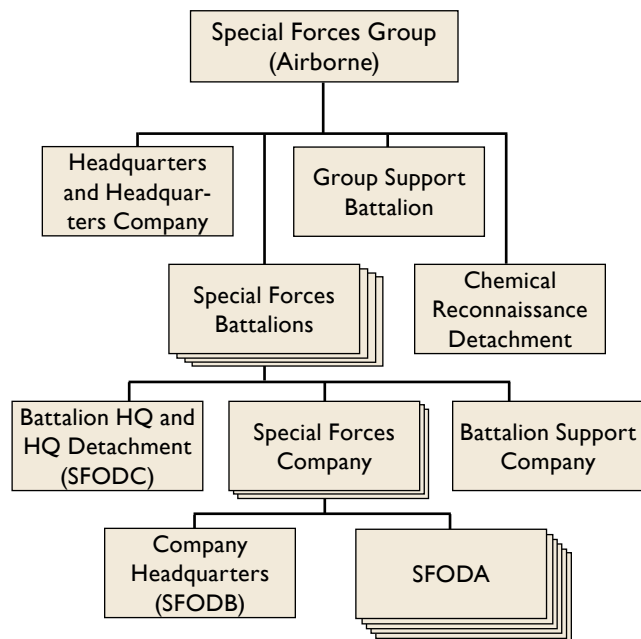 Special Forces Group
(Airborne)
Headquarters
and Headquar-
ters Company
Group Support
Battalion
Special Forces
Battalions
Chemical
Reconnaissance
Detachment
Battalion HQ and
HQ Detachment
(SFODC)
Special Forces
Company
Battalion Support
Company
Company
Headquarters
(SFODB)
SFODA